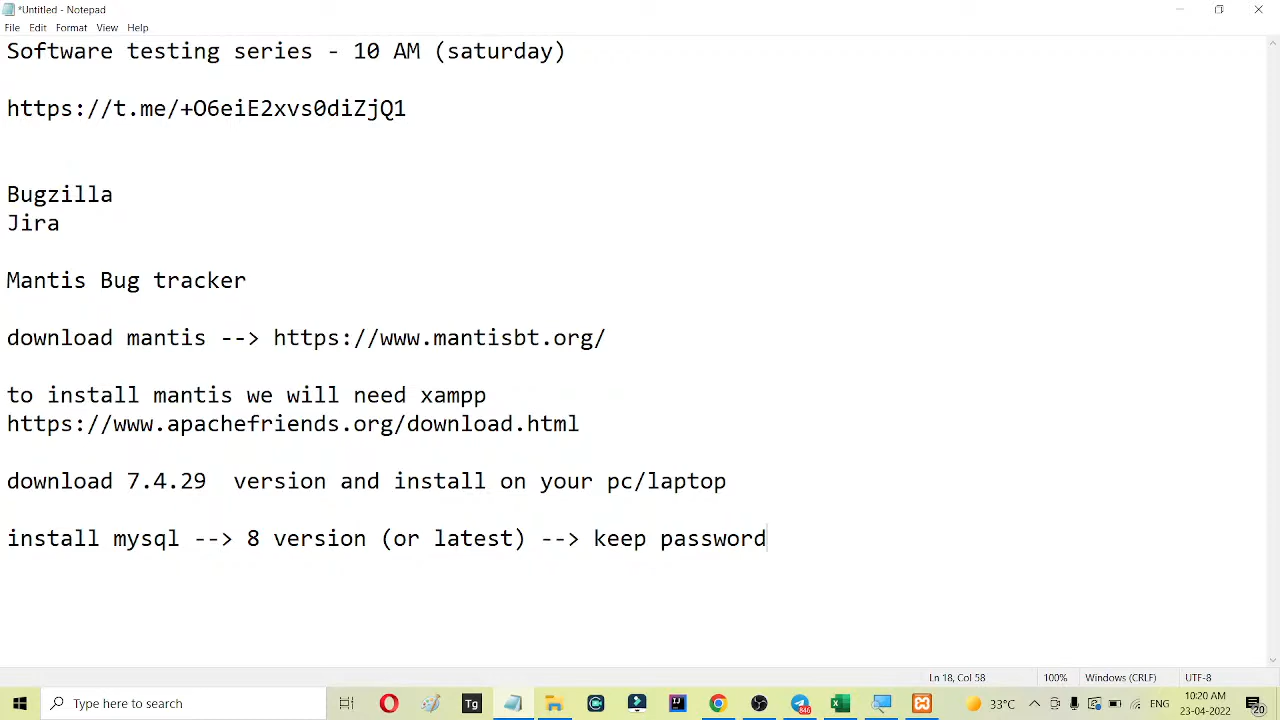 *Untitled - Notepad
File Edit Format View Help
Software testing series - 10 AM (saturday)
https://t.me/+O6eiE2xvs0diZjQ1
Bugzilla
Jira
Mantis Bug tracker
download mantis --> https://www.mantisbt.org/
to install mantis we will need xampp
https://www.apachefriends.org/download.html
download 7.4.29  version and install on your pc/laptop
install mysql --> 8 version (or latest) --> keep password
Ln 18, Col 58 100% Windows (CRLF) UTF-8
Type here to search
Tg
846
33°C
ENG
10:20 AM
23-04-2022
20